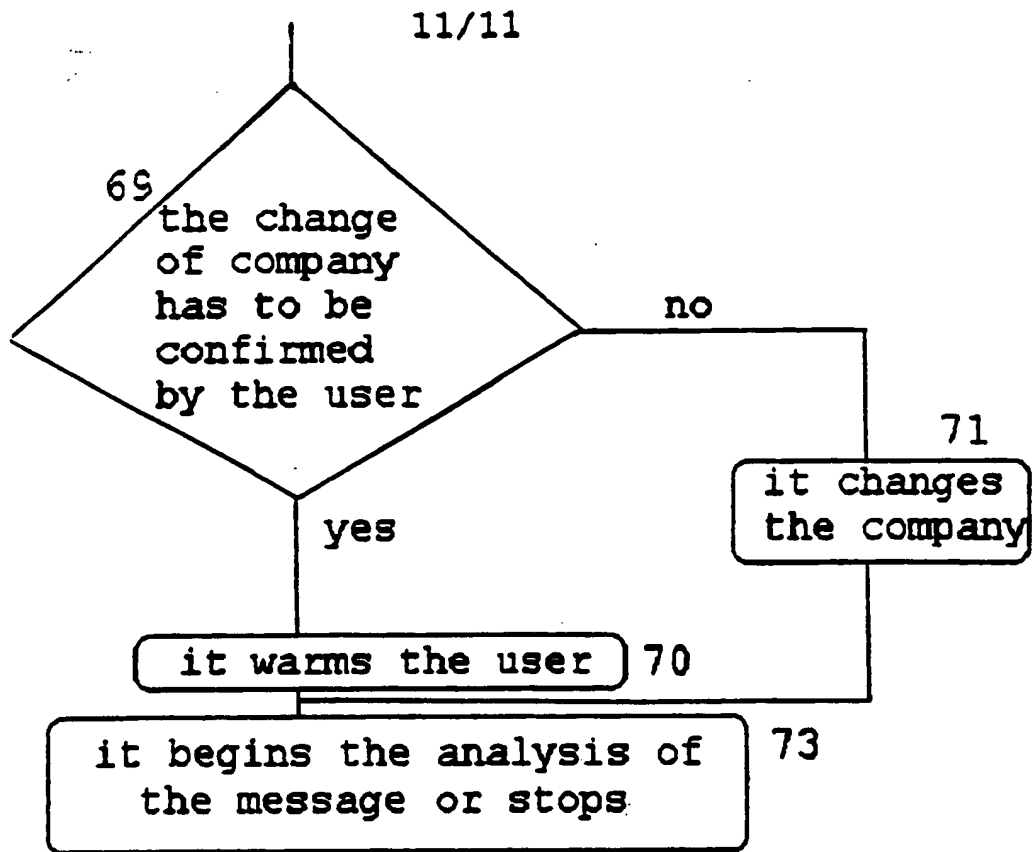 11/11
69
the change
of company
has to be
confirmed
by the user
no
71
it changes
the company
yes
it warms the user
70
73
it begins the analysis of
the message or stops